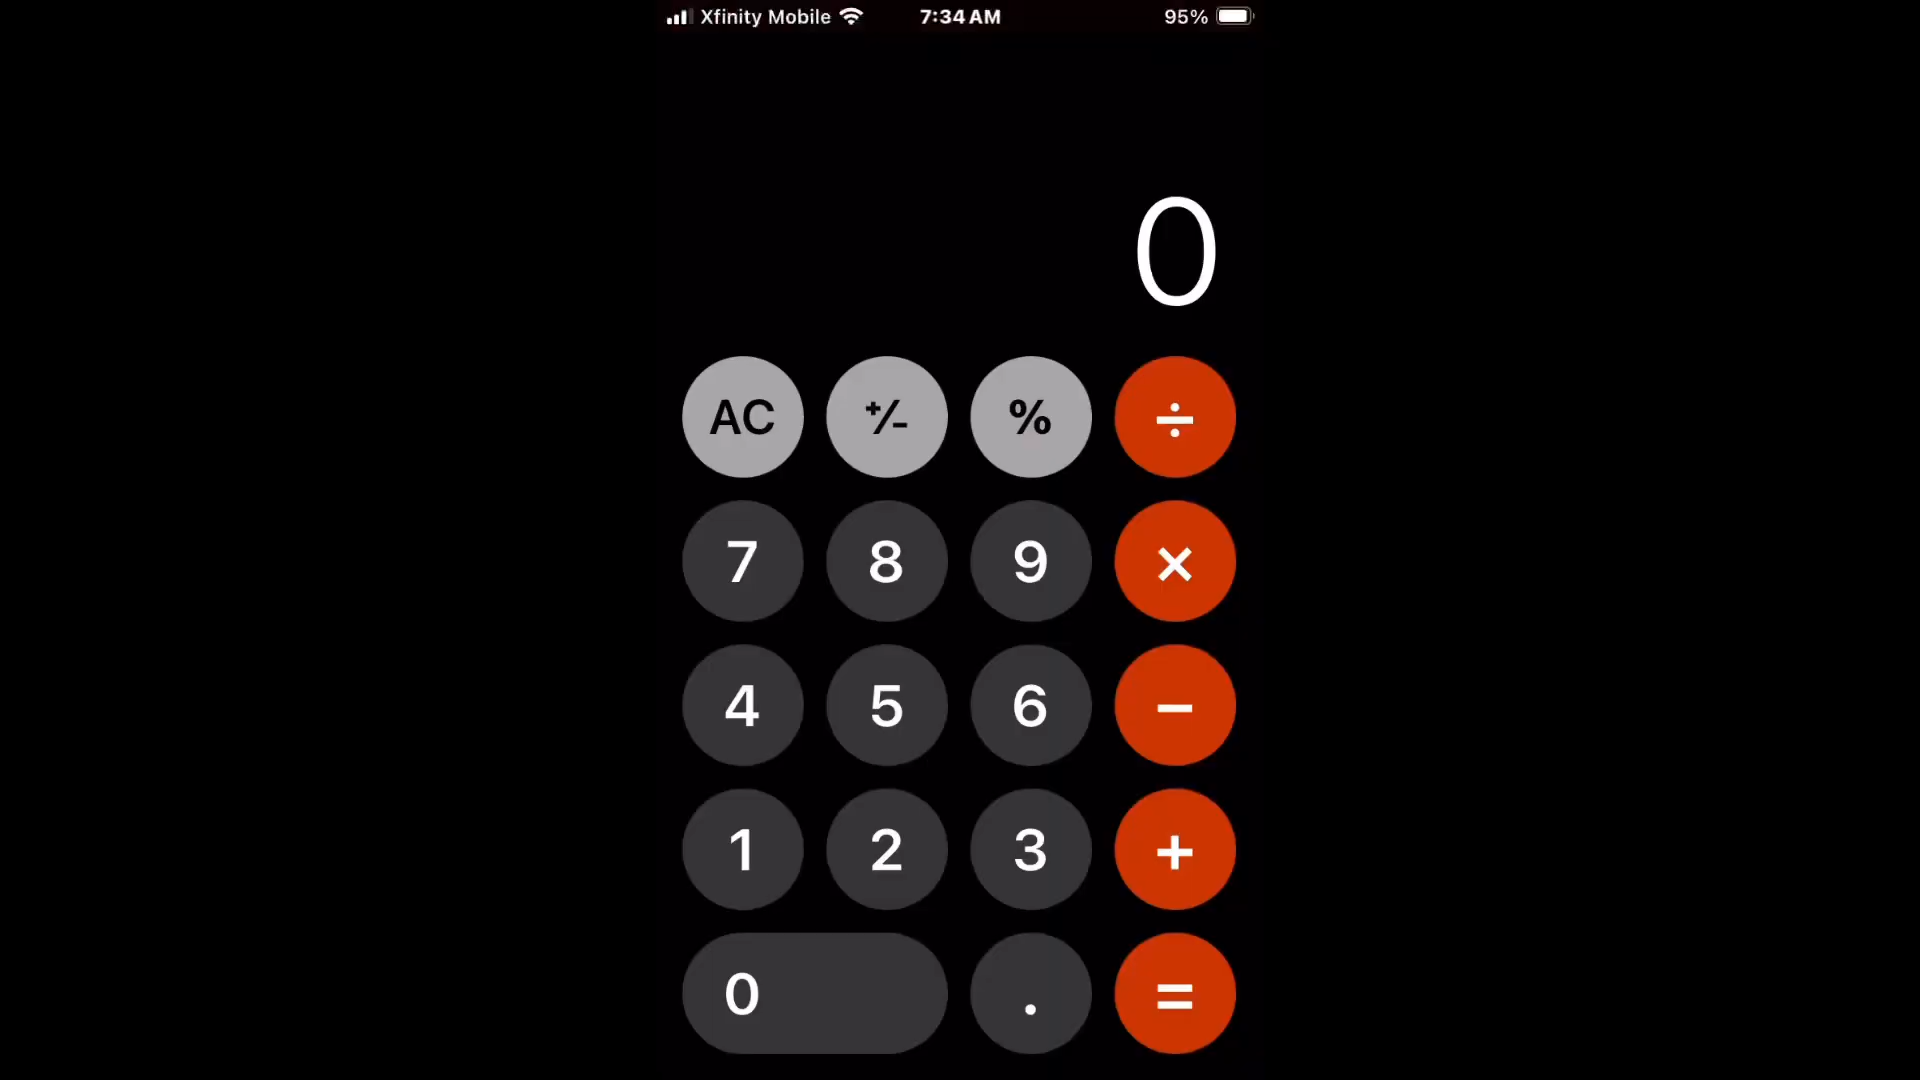 Xfinity Mobile 7:34 AM 95%
0
AC ⁺⁄₋ % ÷
7 8 9 ×
4 5 6 −
1 2 3 +
0 . =